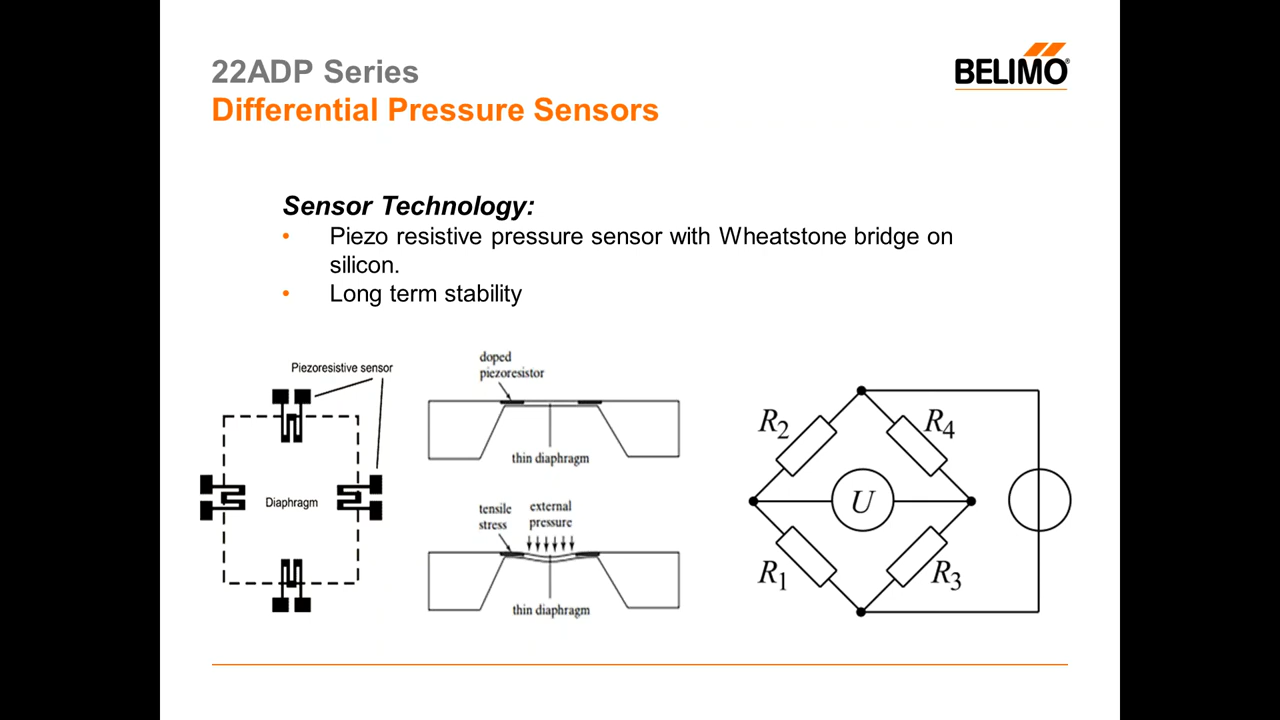 22ADP Series
Differential Pressure Sensors
BELIMO®
Sensor Technology:
• Piezo resistive pressure sensor with Wheatstone bridge on
silicon.
• Long term stability
Piezoresistive sensor
Diaphragm
doped
piezoresistor
thin diaphragm
tensile
stress
external
pressure
thin diaphragm
R2
R4
U
R1
R3